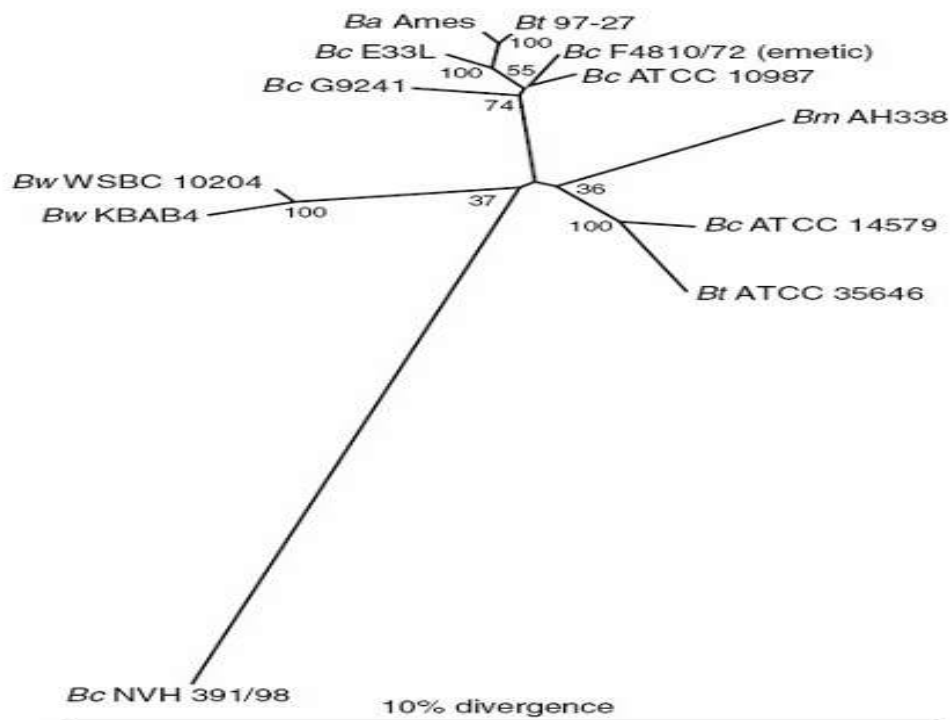 Ba Ames
Bt 97-27
100
Bc E33L
Bc F4810/72 (emetic)
100
55
Bc ATCC 10987
Bc G9241
74
Bm AH338
Bw WSBC 10204
36
37
100
Bw KBAB4
Bc ATCC 14579
100
Bt ATCC 35646
Bc NVH 391/98
10% divergence